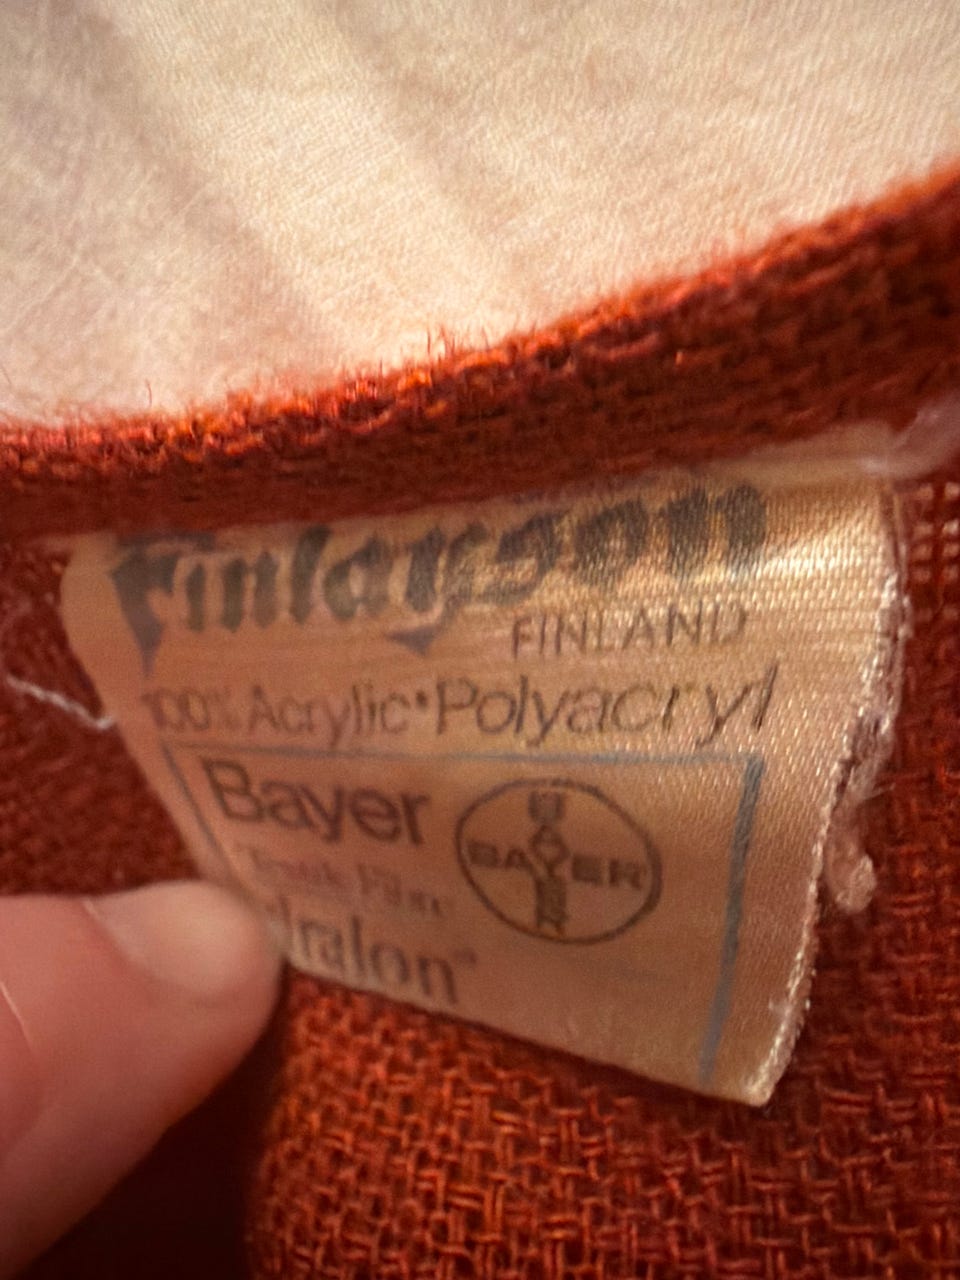 Finlayson
FINLAND
100% Acrylic • Polyacryl
Bayer
BAYER
BAYER
dralon®